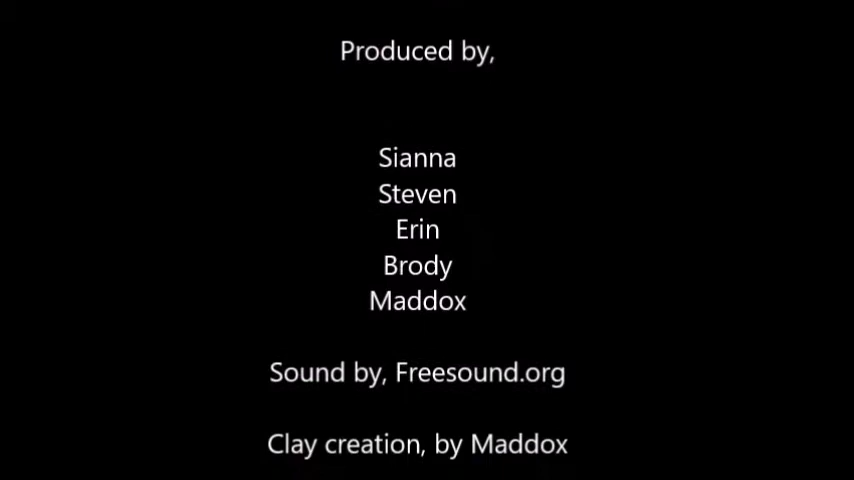 Produced by,
Sianna
Steven
Erin
Brody
Maddox
Sound by, Freesound.org
Clay creation, by Maddox